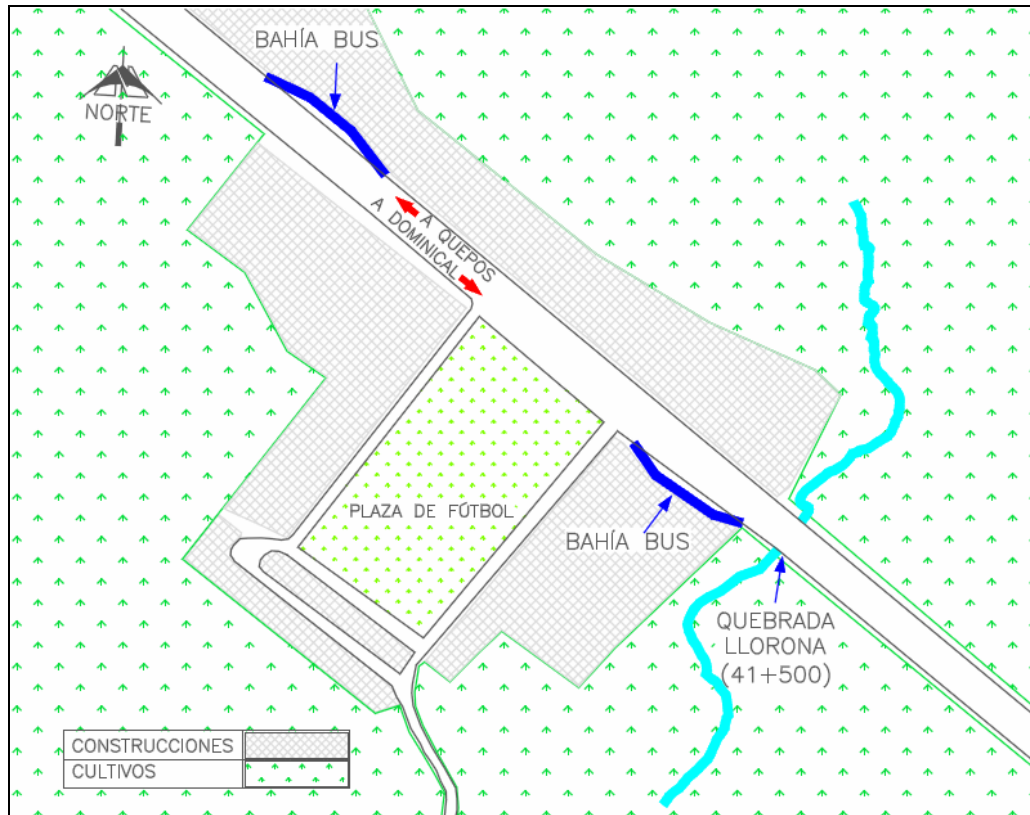 BAHÍA BUS
NORTE
A QUEPOS
A DOMINICAL
PLAZA DE FÚTBOL
BAHÍA BUS
QUEBRADA
LLORONA
(41+500)
CONSTRUCCIONES
CULTIVOS